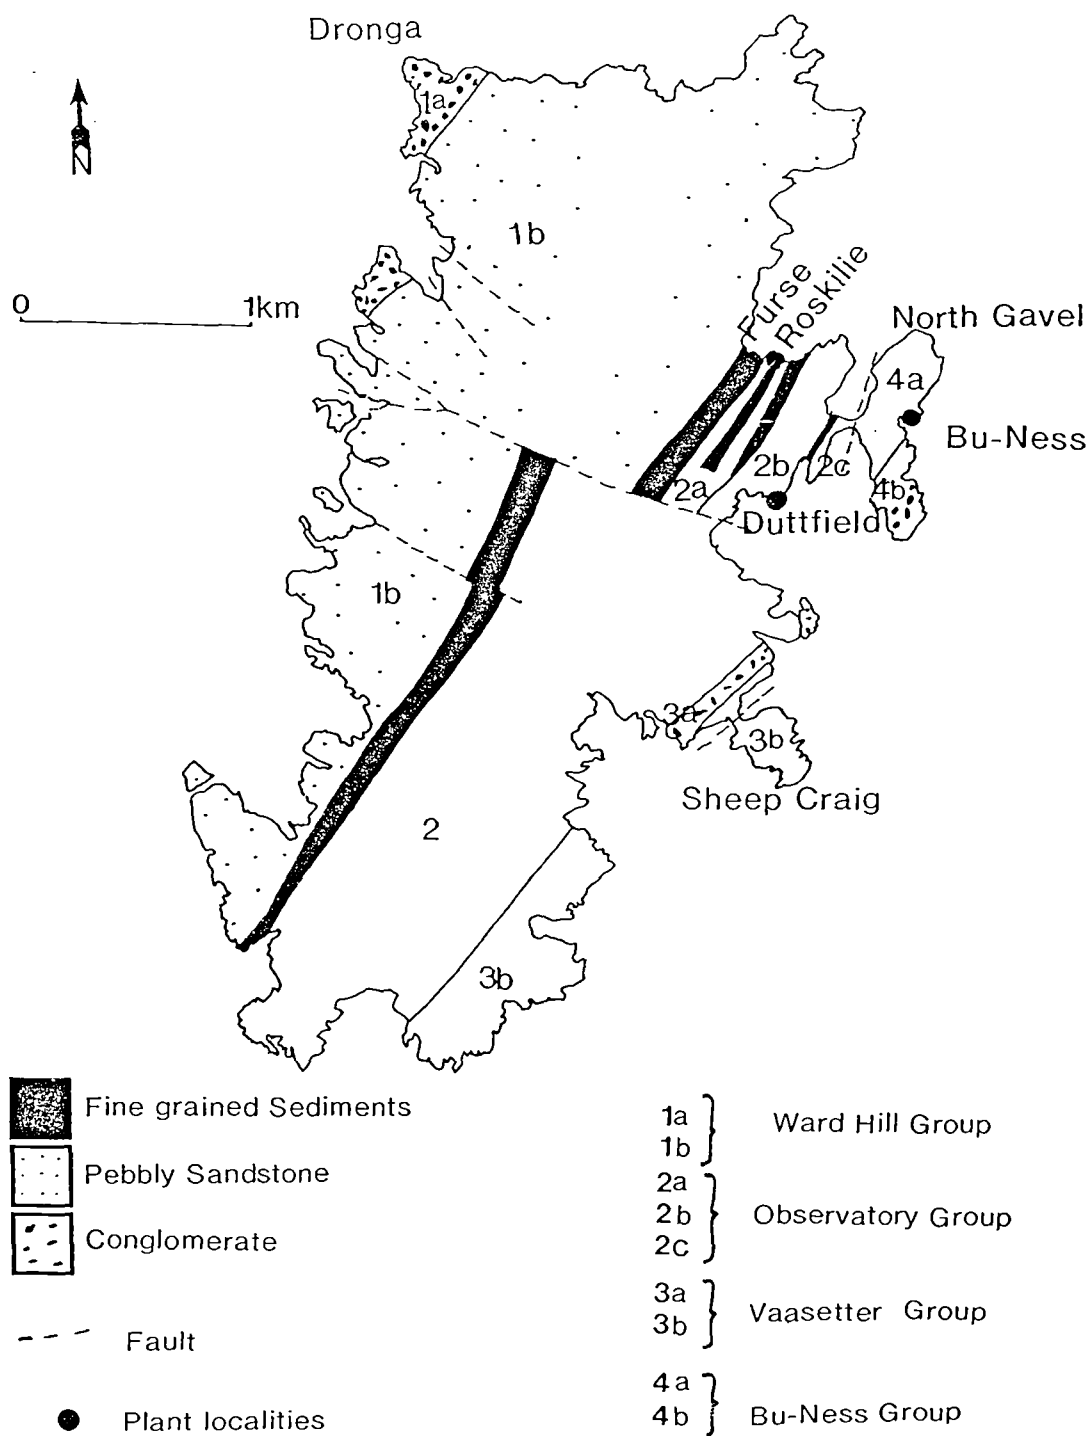 Dronga
1a
N
1b
0 1km
Furse
Roskilie
North Gavel
4a
Bu-Ness
2b
2c
2a
4b
Duttfield
1b
3a
3b
Sheep Craig
2
3b
Fine grained Sediments
Pebbly Sandstone
Conglomerate
Fault
Plant localities
1a
1b
Ward Hill Group
2a
2b
2c
Observatory Group
3a
3b
Vaasetter Group
4a
4b
Bu-Ness Group